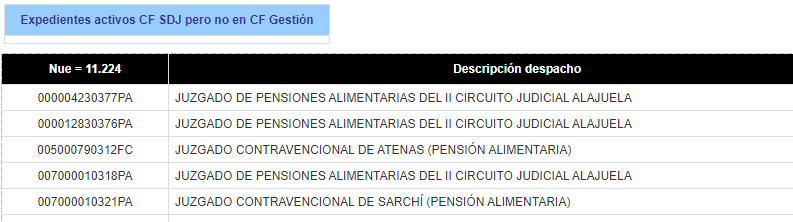 Expedientes activos CF SDJ pero no en CF Gestión
Nue = 11.224 Descripción despacho
000004230377PA JUZGADO DE PENSIONES ALIMENTARIAS DEL II CIRCUITO JUDICIAL ALAJUELA
000012830376PA JUZGADO DE PENSIONES ALIMENTARIAS DEL II CIRCUITO JUDICIAL ALAJUELA
005000790312FC JUZGADO CONTRAVENCIONAL DE ATENAS (PENSIÓN ALIMENTARIA)
007000010318PA JUZGADO DE PENSIONES ALIMENTARIAS DEL II CIRCUITO JUDICIAL ALAJUELA
007000010321PA JUZGADO CONTRAVENCIONAL DE SARCHÍ (PENSIÓN ALIMENTARIA)